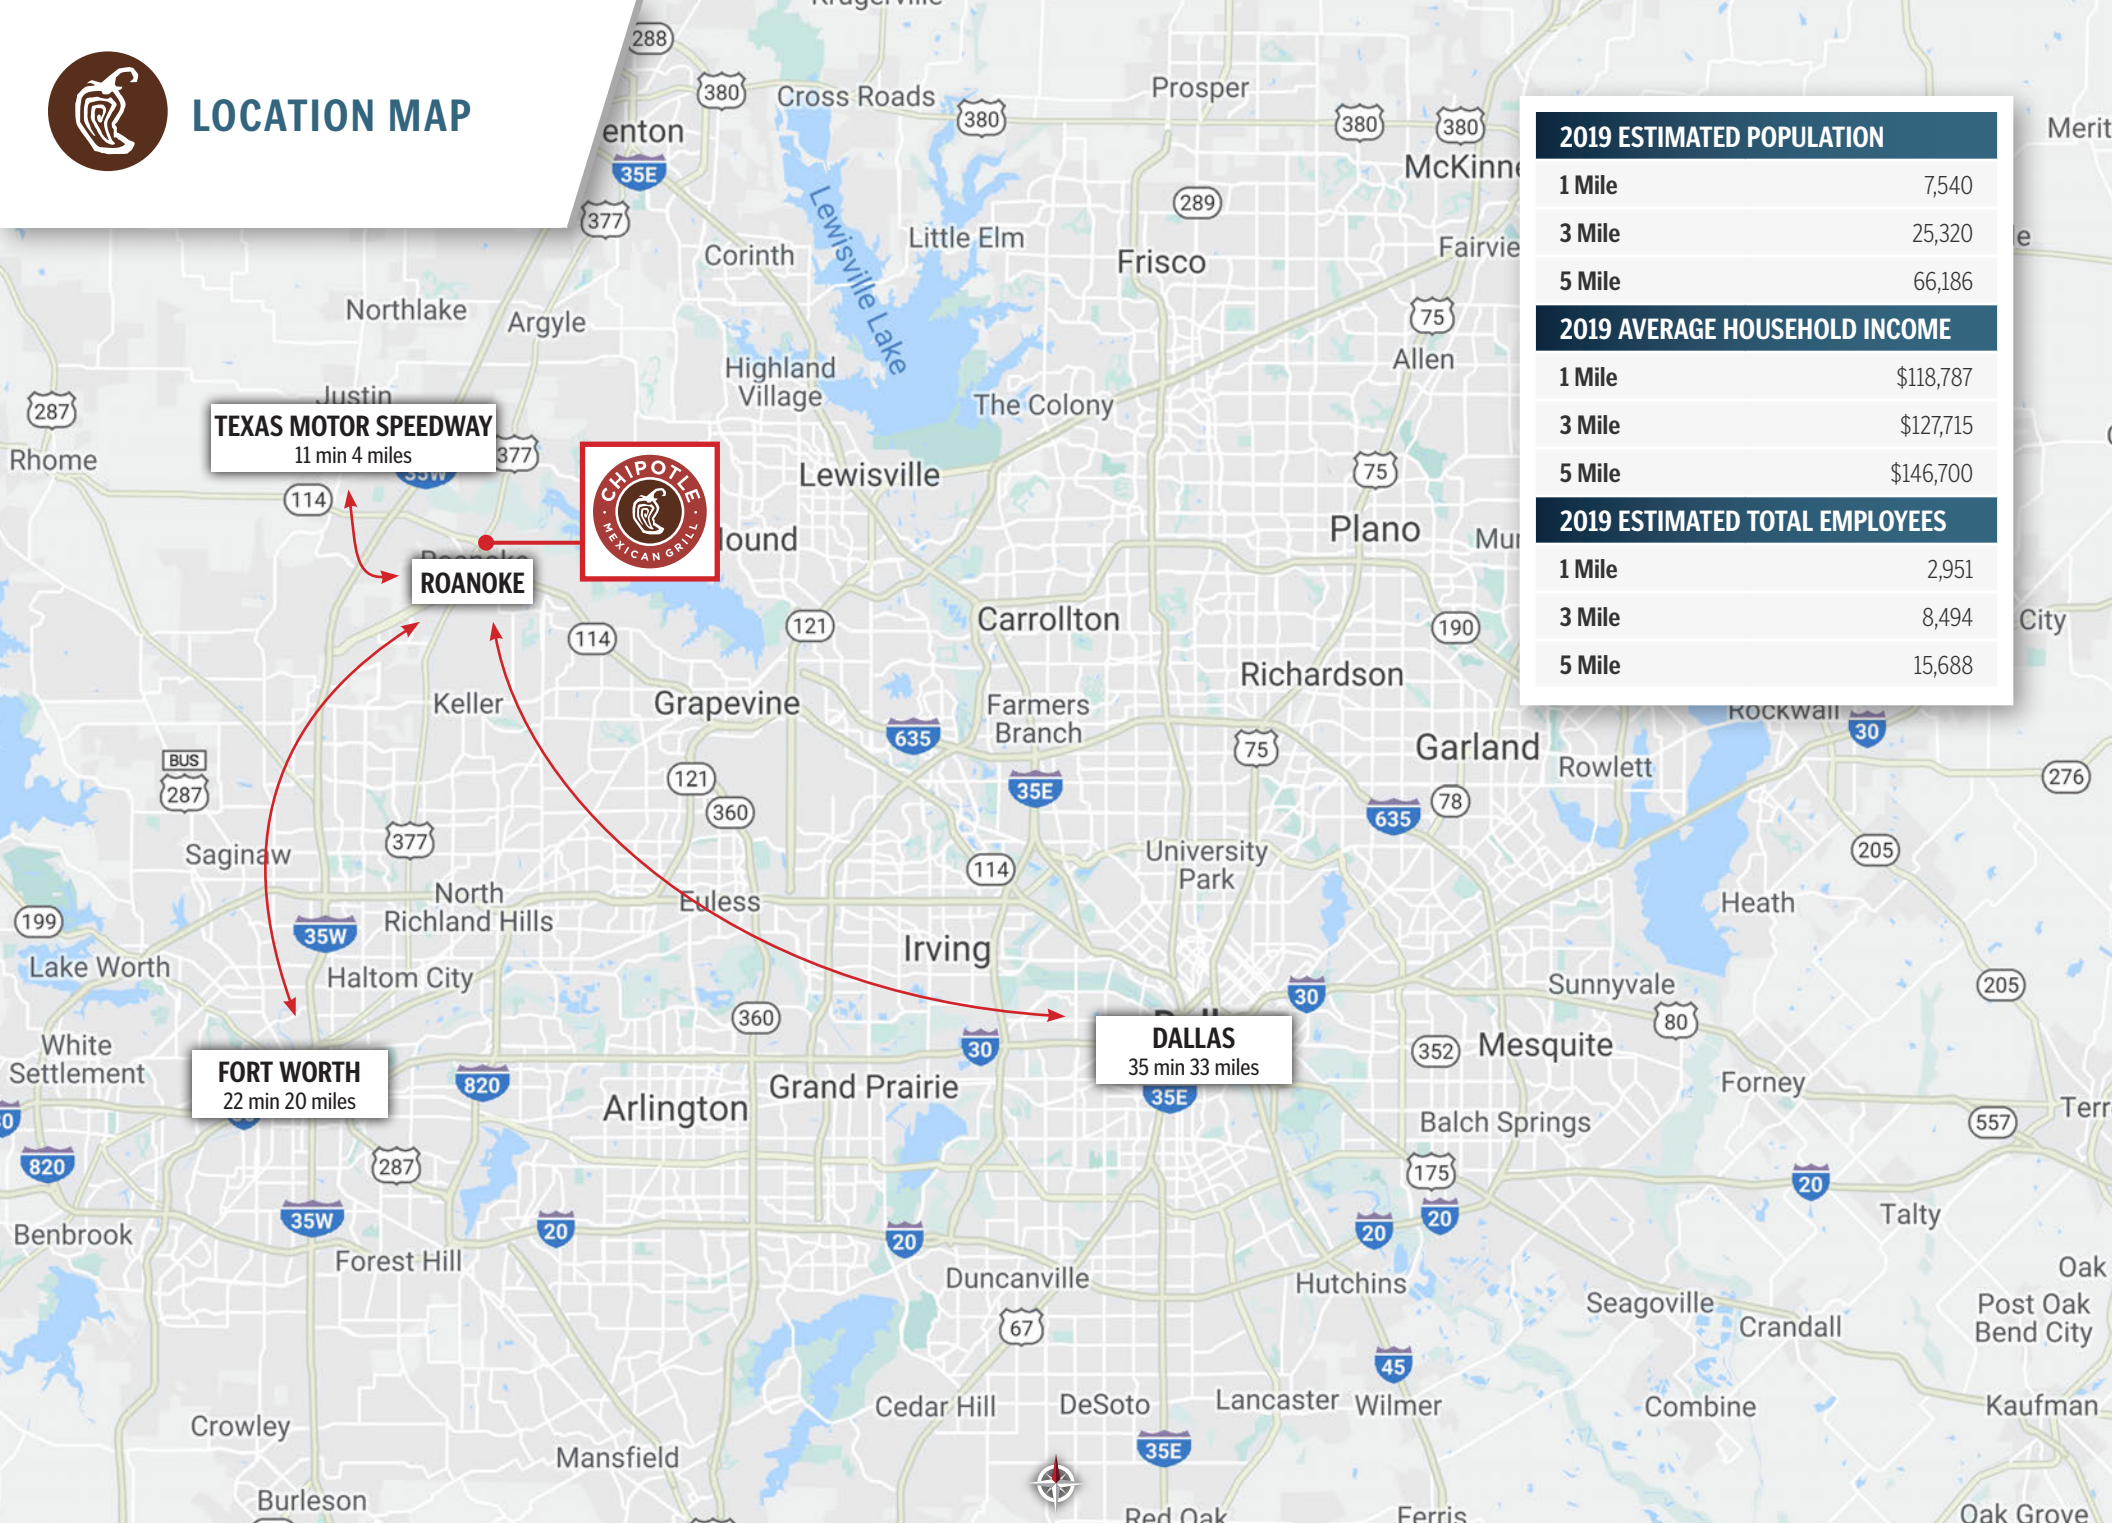 Krugerville
288
LOCATION MAP
380
Cross Roads
380
Prosper
380
380
enton
35E
McKinne
Merit
377
289
Lewisville Lake
Corinth
Little Elm
Frisco
Fairvie
le
2019 ESTIMATED POPULATION
1 Mile 7,540
3 Mile 25,320
5 Mile 66,186
2019 AVERAGE HOUSEHOLD INCOME
1 Mile $118,787
3 Mile $127,715
5 Mile $146,700
2019 ESTIMATED TOTAL EMPLOYEES
1 Mile 2,951
3 Mile 8,494
5 Mile 15,688
Northlake
Argyle
75
Highland
Village
Allen
Justin
287
The Colony
TEXAS MOTOR SPEEDWAY
11 min 4 miles
377
35W
Rhome
Lewisville
75
114
CHIPOTLE
MEXICAN GRILL
lound
Plano
Mur
Roanoke
ROANOKE
114
121
Carrollton
190
City
Richardson
Keller
Grapevine
Farmers
Branch
635
75
Garland
Rockwall
30
Rowlett
276
BUS
287
121
360
35E
635
78
377
Saginaw
University
Park
205
114
North
Richland Hills
Euless
Heath
199
35W
Irving
Lake Worth
Haltom City
Sunnyvale
205
30
360
80
Dallas
DALLAS
35 min 33 miles
White
Settlement
30
352
Mesquite
FORT WORTH
22 min 20 miles
820
Grand Prairie
35E
Forney
Arlington
Balch Springs
557
Terr
820
287
175
20
35W
20
20
20
20
Talty
Benbrook
Forest Hill
Duncanville
Hutchins
Oak
Seagoville
Post Oak
Bend City
67
Crandall
45
Cedar Hill
DeSoto
Lancaster
Wilmer
Combine
Kaufman
Crowley
35E
Mansfield
Burleson
Red Oak
Ferris
Oak Grove